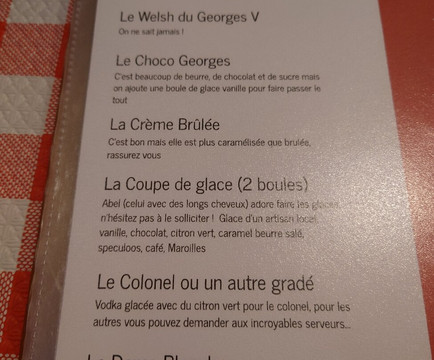 Le Welsh du Georges V
On ne sait jamais !
Le Choco Georges
C'est beaucoup de beurre, de chocolat et de sucre mais
on ajoute une boule de glace vanille pour faire passer le
tout
La Crème Brûlée
C'est bon mais elle est plus caramélisée que brulée,
rassurez vous
La Coupe de glace (2 boules)
Abel (celui avec des longs cheveux) adore faire les glaces,
n'hésitez pas à le solliciter ! Glace d'un artisan local
vanille, chocolat, citron vert, caramel beurre salé,
speculoos, café, Maroilles
Le Colonel ou un autre gradé
Vodka glacée avec du citron vert pour le colonel, pour les
autres vous pouvez demander aux incroyables serveurs...